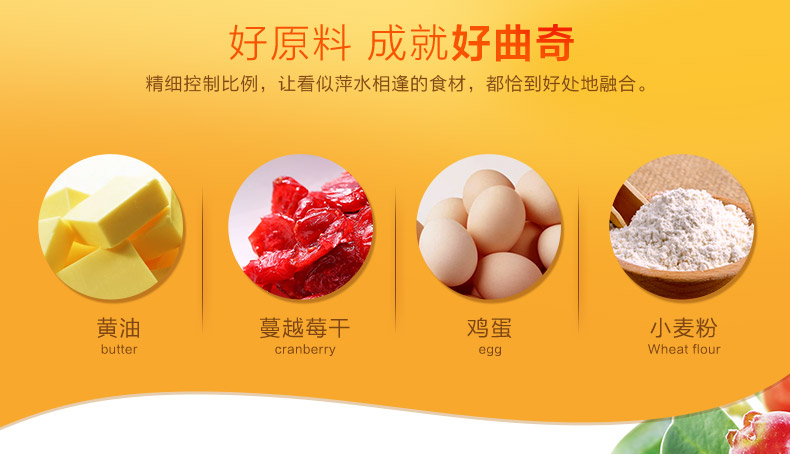 好原料 成就好曲奇
精细控制比例，让看似萍水相逢的食材，都恰到好处地融合。
黄油
butter
蔓越莓干
cranberry
鸡蛋
egg
小麦粉
Wheat flour